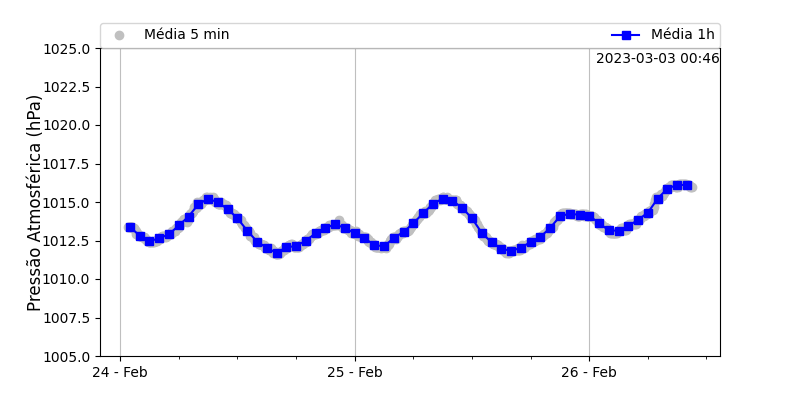 Média 5 min
Média 1h
2023-03-03 00:46
Pressão Atmosférica (hPa)
1025.0
1022.5
1020.0
1017.5
1015.0
1012.5
1010.0
1007.5
1005.0
24 - Feb
25 - Feb
26 - Feb